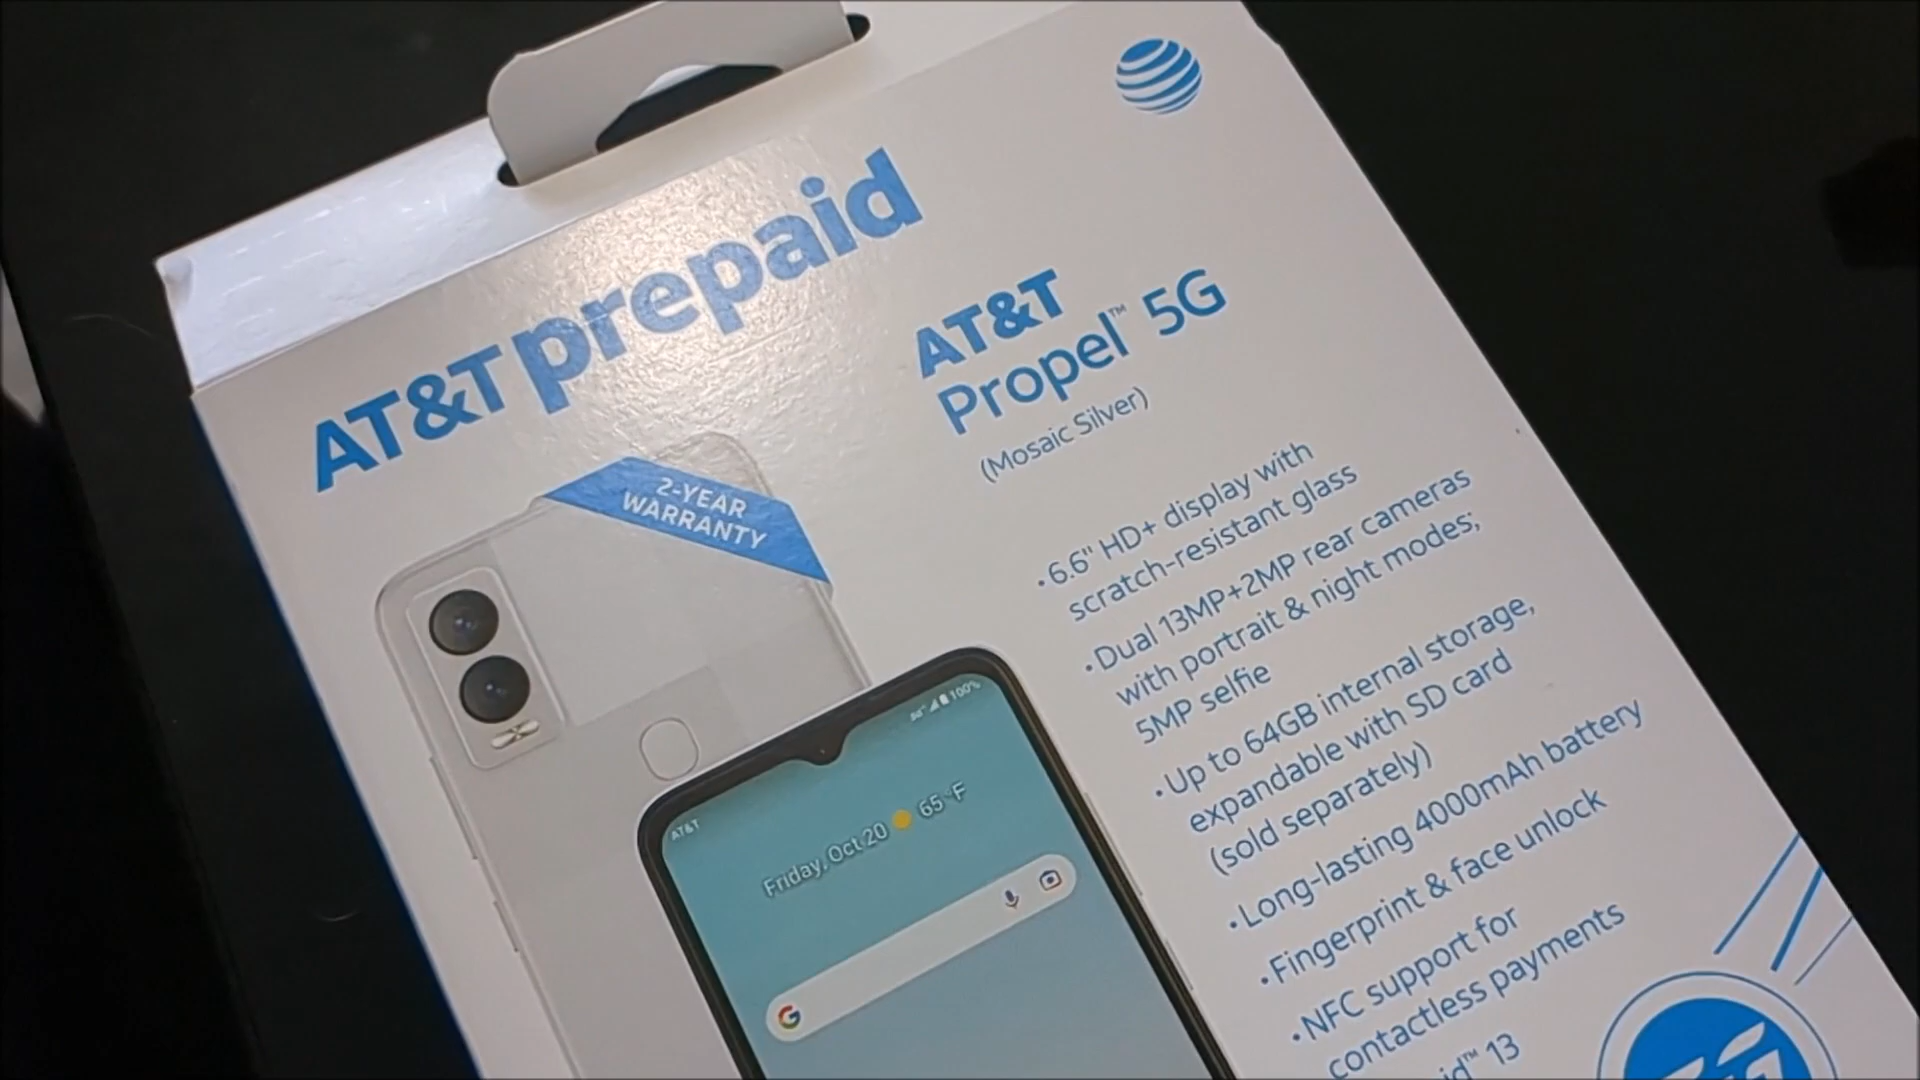 AT&T prepaid
AT&T
Propel™ 5G
(Mosaic Silver)
2-YEAR
WARRANTY
•6.6" HD+ display with
scratch-resistant glass
•Dual 13MP+2MP rear cameras
with portrait & night modes;
5MP selfie
•Up to 64GB internal storage,
expandable with SD card
(sold separately)
•Long-lasting 4000mAh battery
•Fingerprint & face unlock
•NFC support for
contactless payments
™ 13
100%
AT&T
Friday, Oct 20 65°F
G